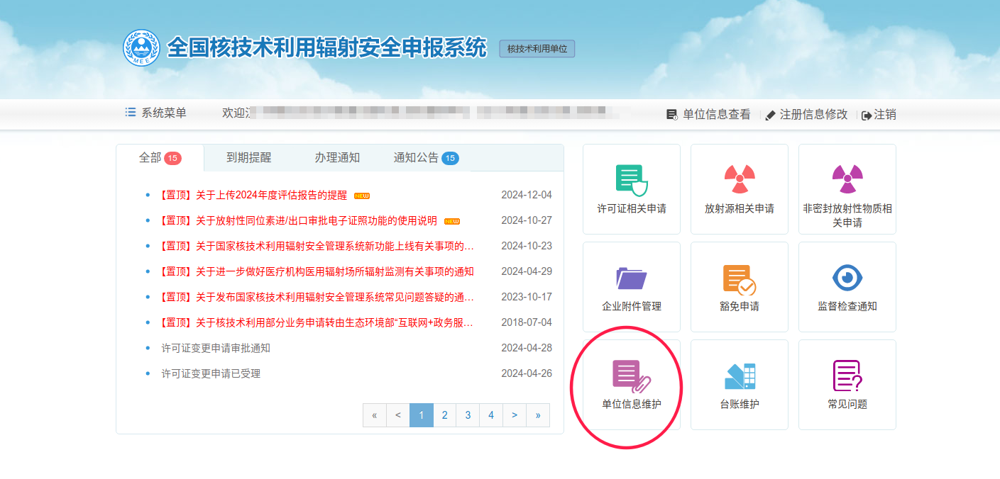 全国核技术利用辐射安全申报系统
核技术利用单位
MEE
系统菜单
欢迎
单位信息查看
注册信息修改
注销
全部 15
到期提醒
办理通知
通知公告 15
【置顶】关于上传2024年度评估报告的提醒 NEW 2024-12-04
【置顶】关于放射性同位素进/出口审批电子证照功能的使用说明 NEW 2024-10-27
【置顶】关于国家核技术利用辐射安全管理系统新功能上线有关事项的… 2024-10-23
【置顶】关于进一步做好医疗机构医用辐射场所辐射监测有关事项的通知 2024-04-29
【置顶】关于发布国家核技术利用辐射安全管理系统常见问题答疑的通… 2023-10-17
【置顶】关于核技术利用部分业务申请转由生态环境部“互联网+政务服… 2018-07-04
许可证变更申请审批通知 2024-04-28
许可证变更申请已受理 2024-04-26
« < 1 2 3 4 > »
许可证相关申请
放射源相关申请
非密封放射性物质相
关申请
企业附件管理
豁免申请
监督检查通知
单位信息维护
台账维护
常见问题